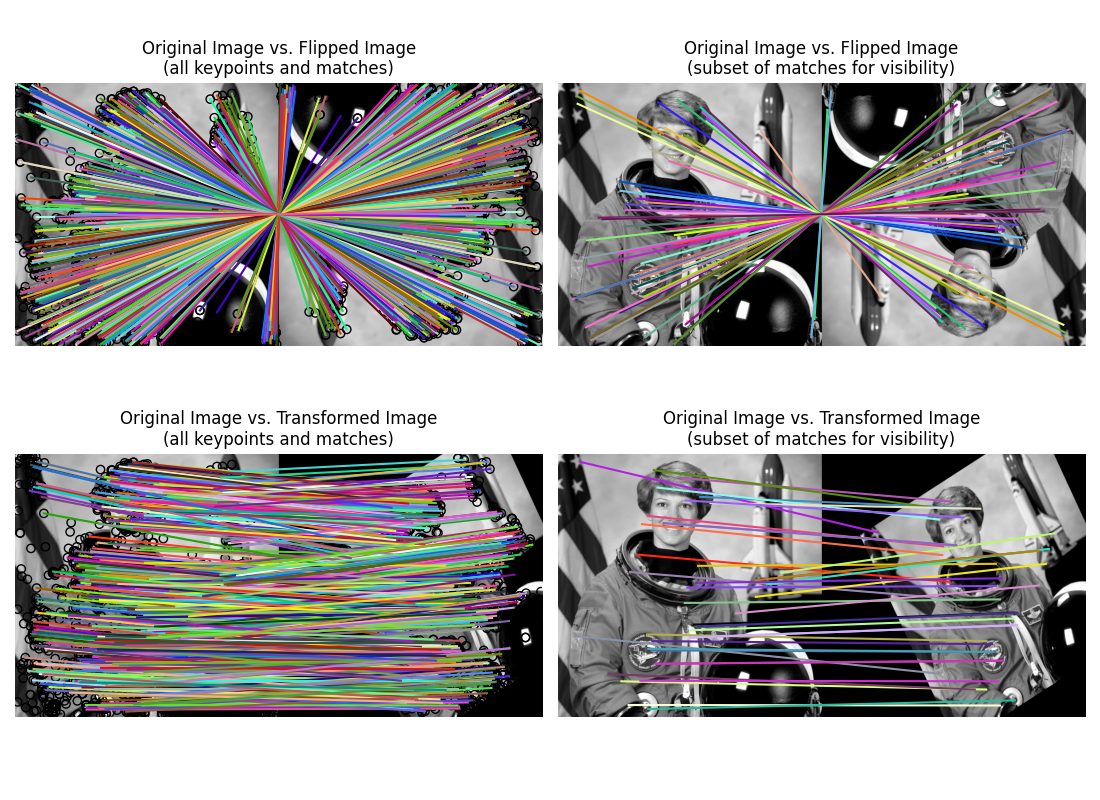 Original Image vs. Flipped Image
(all keypoints and matches)
Original Image vs. Flipped Image
(subset of matches for visibility)
Original Image vs. Transformed Image
(all keypoints and matches)
Original Image vs. Transformed Image
(subset of matches for visibility)